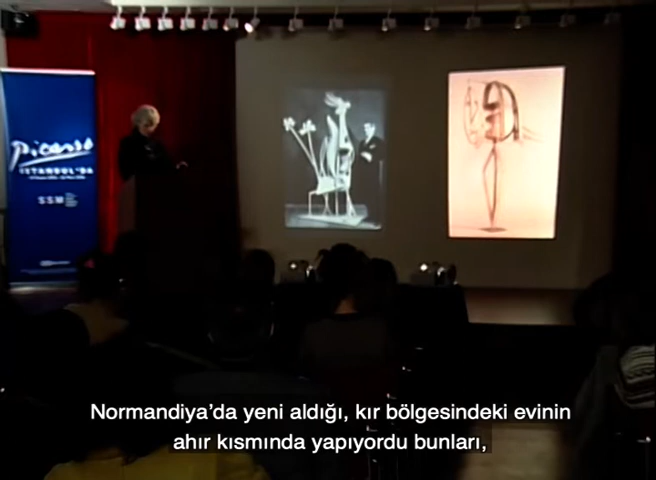 Picasso
İSTANBUL'DA
SSM
Normandiya'da yeni aldığı, kır bölgesindeki evinin
ahır kısmında yapıyordu bunları,